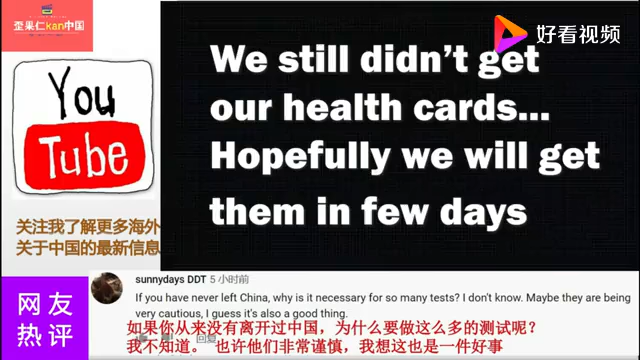 歪果仁kan中国
好看视频
We still didn't get
our health cards...
Hopefully we will get
them in few days
You
Tube
关注我了解更多海外
关于中国的最新信息
网友
热评
sunnydays DDT 5 小时前
If you have never left China, why is it necessary for so many tests? I don't know. Maybe they are being
very cautious, I guess it's also a good thing.
回复
如果你从来没有离开过中国，为什么要做这么多的测试呢？
我不知道。 也许他们非常谨慎，我想这也是一件好事